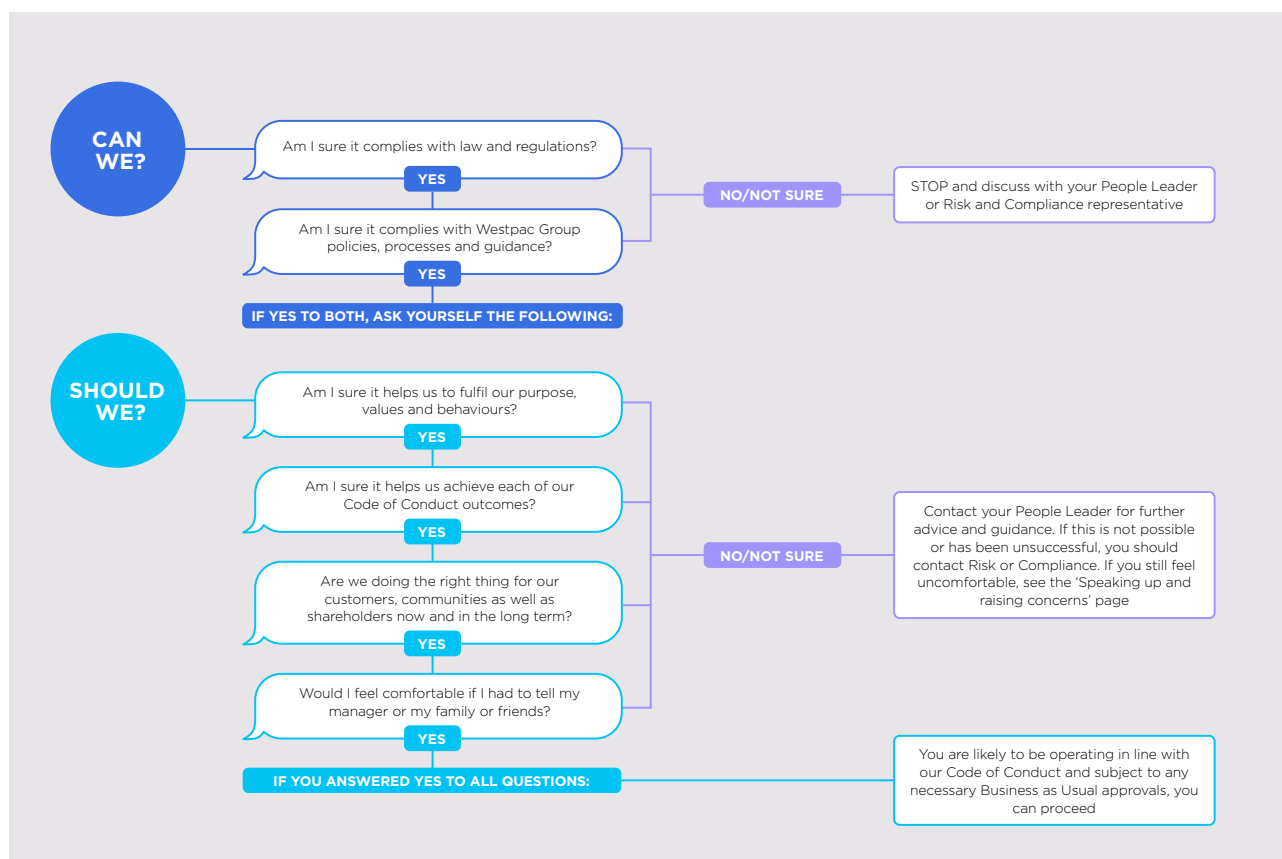 CAN
WE?
Am I sure it complies with law and regulations?
YES
Am I sure it complies with Westpac Group
policies, processes and guidance?
YES
NO/NOT SURE
STOP and discuss with your People Leader
or Risk and Compliance representative
IF YES TO BOTH, ASK YOURSELF THE FOLLOWING:
SHOULD
WE?
Am I sure it helps us to fulfil our purpose,
values and behaviours?
YES
Am I sure it helps us achieve each of our
Code of Conduct outcomes?
YES
Are we doing the right thing for our
customers, communities as well as
shareholders now and in the long term?
YES
Would I feel comfortable if I had to tell my
manager or my family or friends?
YES
NO/NOT SURE
Contact your People Leader for further
advice and guidance. If this is not possible
or has been unsuccessful, you should
contact Risk or Compliance. If you still feel
uncomfortable, see the ‘Speaking up and
raising concerns’ page
IF YOU ANSWERED YES TO ALL QUESTIONS:
You are likely to be operating in line with
our Code of Conduct and subject to any
necessary Business as Usual approvals, you
can proceed